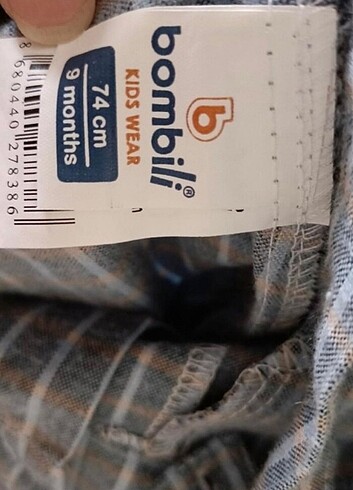 b
bombili®
KIDS WEAR
74 cm
9 months
8 680440 278386